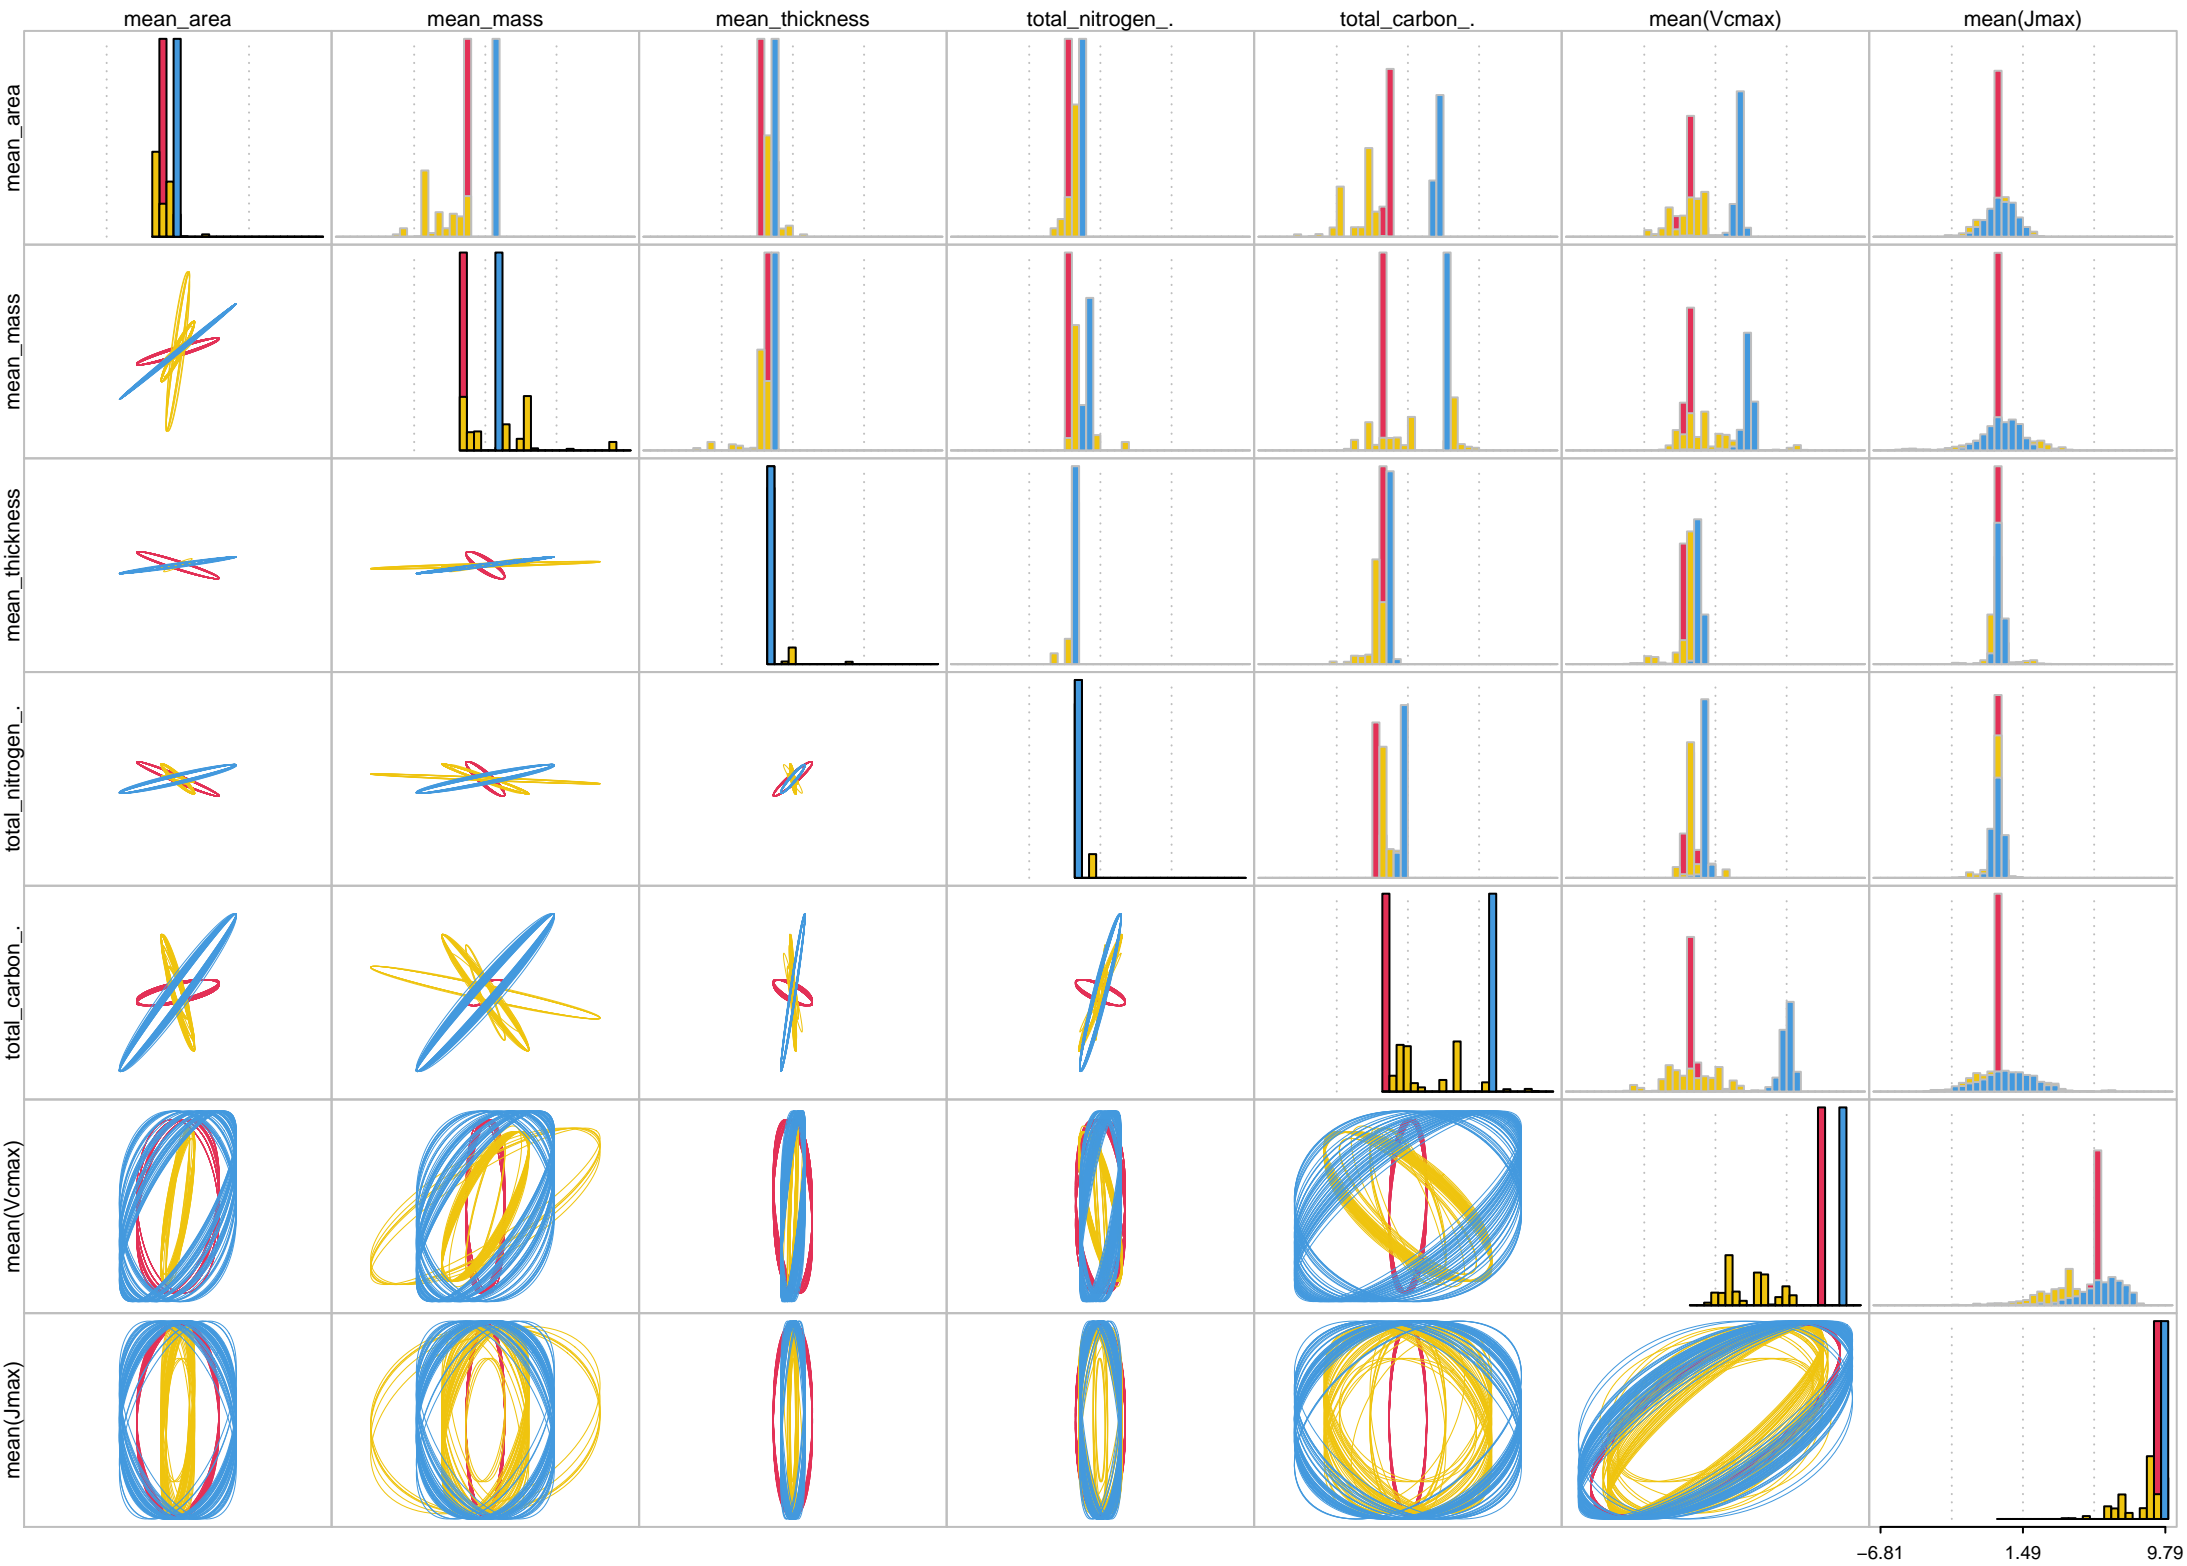 mean_area mean_mass mean_thickness total_nitrogen_. total_carbon_. mean(Vcmax) mean(Jmax)
mean_area
mean_mass
mean_thickness
total_nitrogen_.
total_carbon_.
mean(Vcmax)
mean(Jmax)
−6.81 1.49 9.79